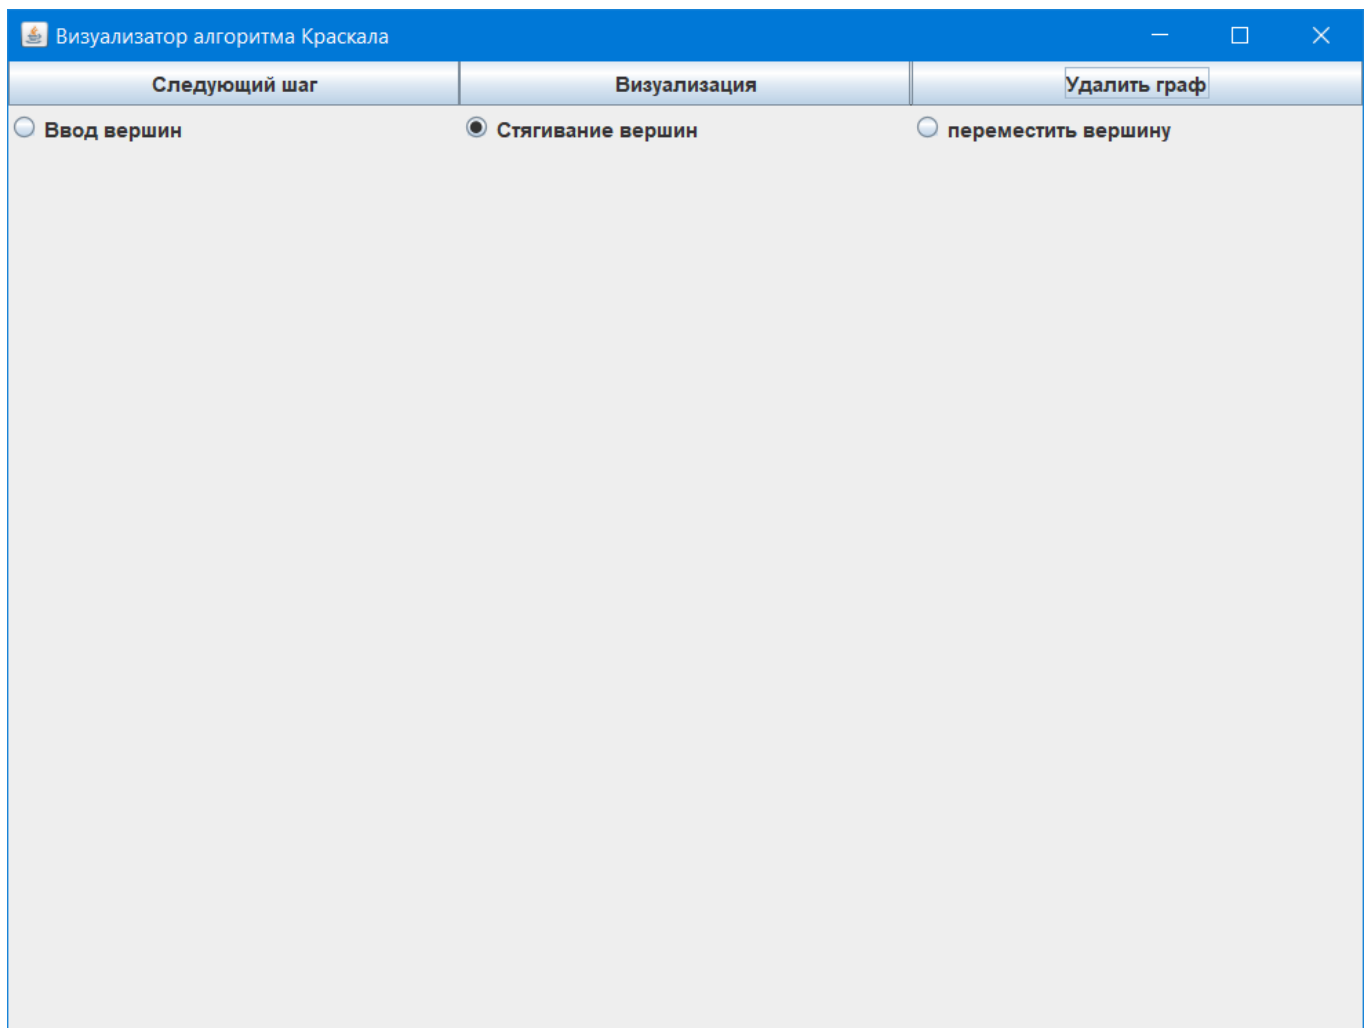 Визуализатор алгоритма Краскала
Следующий шаг Визуализация Удалить граф
Ввод вершин Стягивание вершин переместить вершину